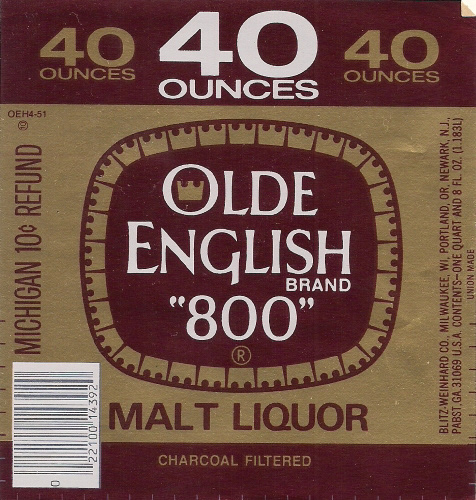 40 40 40
OUNCES OUNCES OUNCES
OEH4-51
©
MICHIGAN 10¢ REFUND
OLDE
ENGLISH
BRAND
"800"
®
MALT LIQUOR
CHARCOAL FILTERED
0 22100 14392
BLITZ-WEINHARD CO. MILWAUKEE, WI, PORTLAND, OR, NEWARK, N.J.,
PABST, GA. 31069 U.S.A. CONTENTS—ONE QUART AND 8 FL. OZ. (1.183L)
UNION MADE